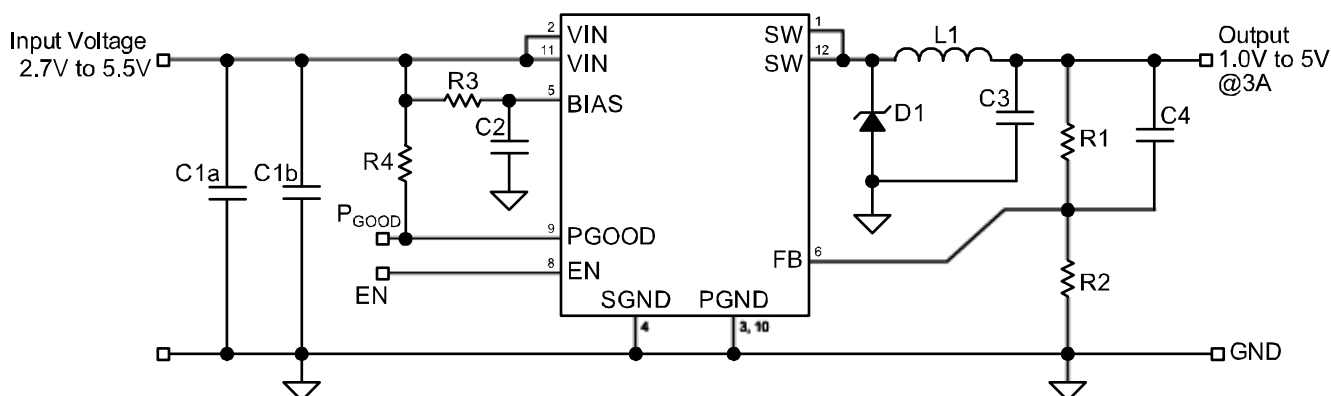 Input Voltage
2.7V to 5.5V
C1a
C1b
R3
R4
C2
P_GOOD
EN
2
VIN
11
VIN
5
BIAS
9
PGOOD
8
EN
SGND
4
PGND
3, 10
1
SW
12
SW
FB
6
L1
D1
C3
R1
C4
R2
Output
1.0V to 5V
@3A
GND